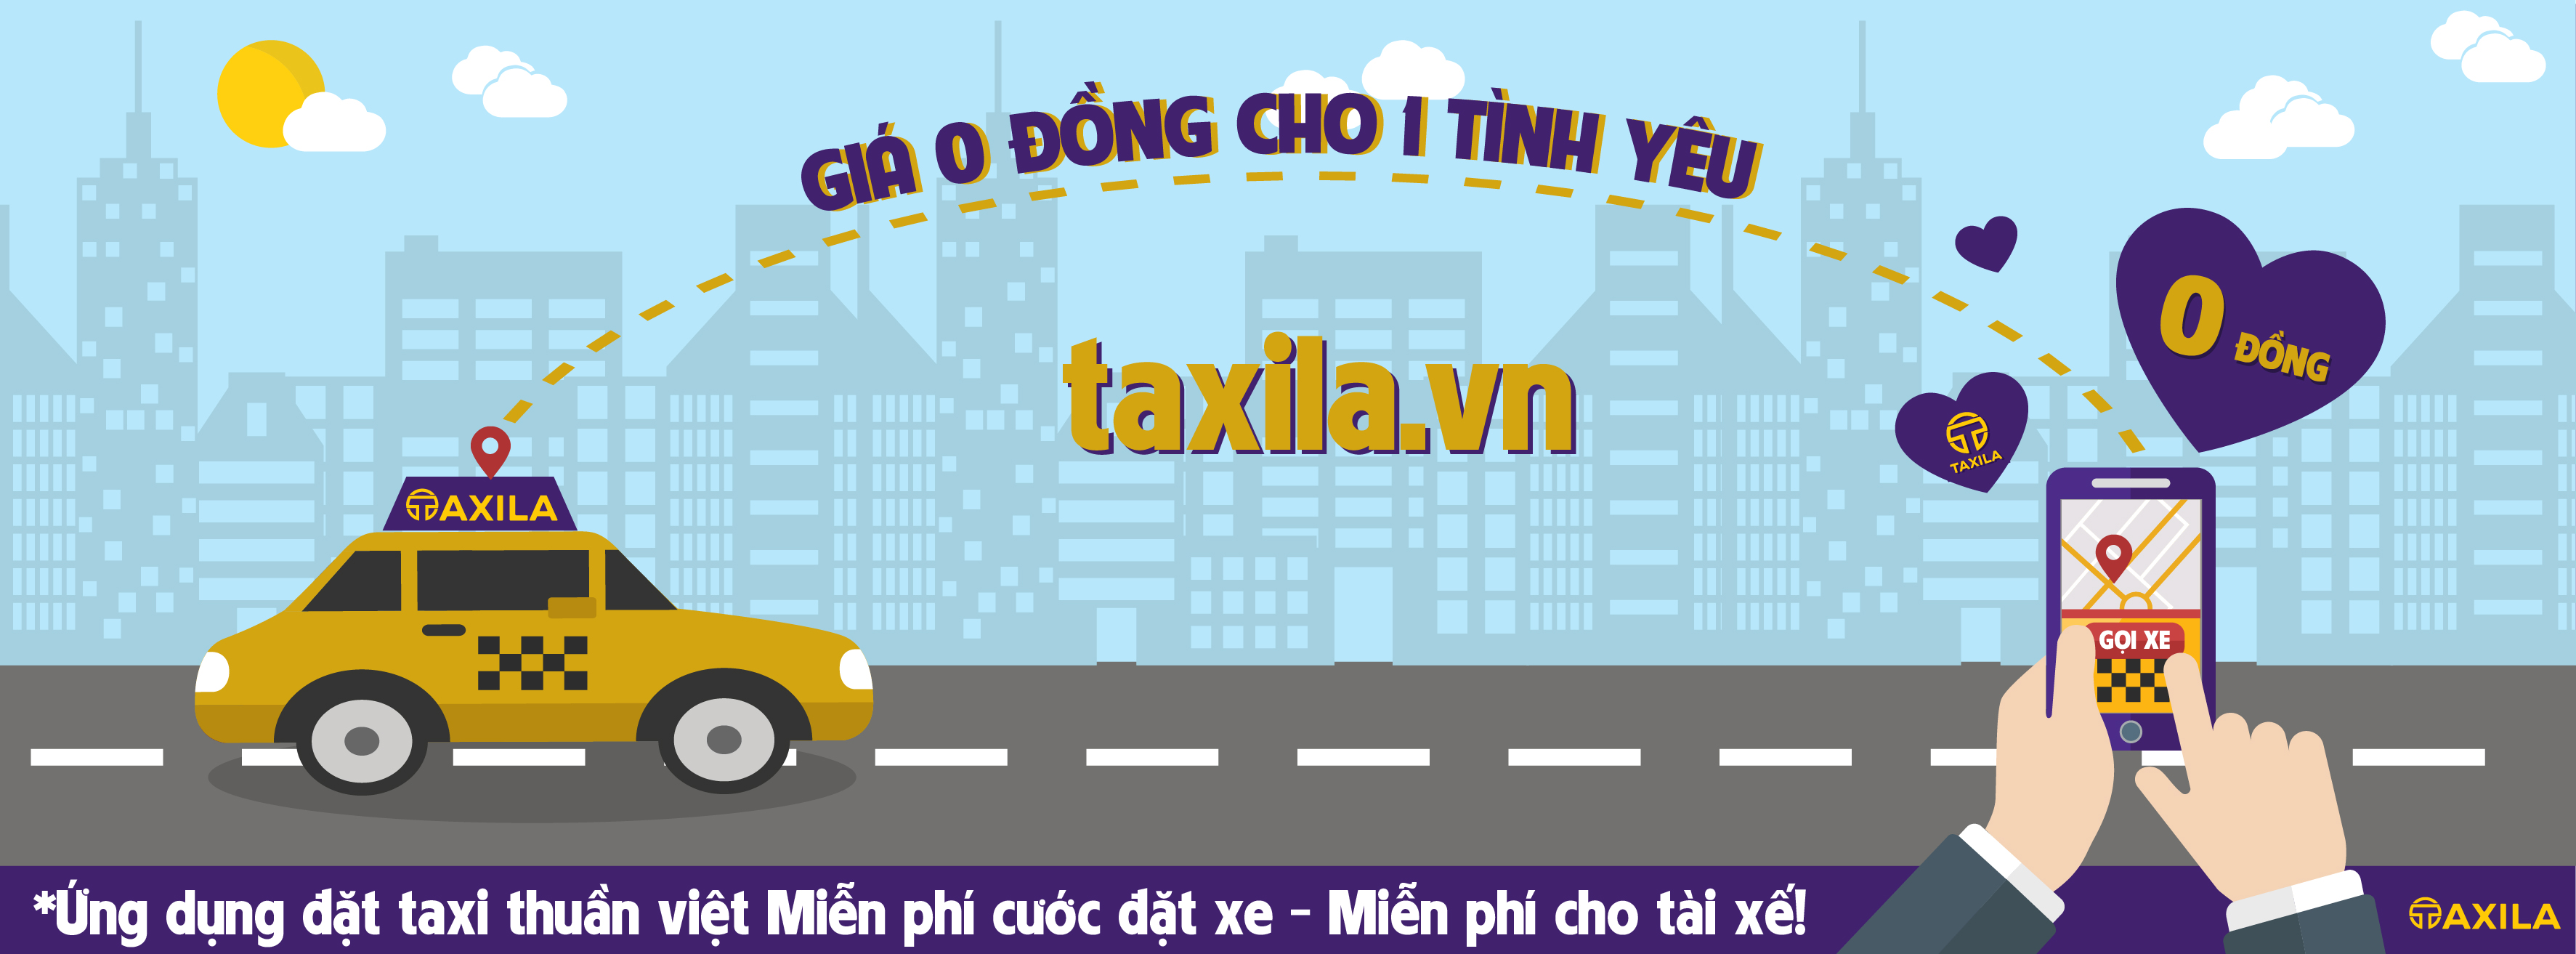 GIÁ 0 ĐỒNG CHO 1 TÌNH YÊU
taxila.vn
0 ĐỒNG
TAXILA
TAXILA
GỌI XE
*Ứng dụng đặt taxi thuần việt Miễn phí cước đặt xe – Miễn phí cho tài xế!
TAXILA